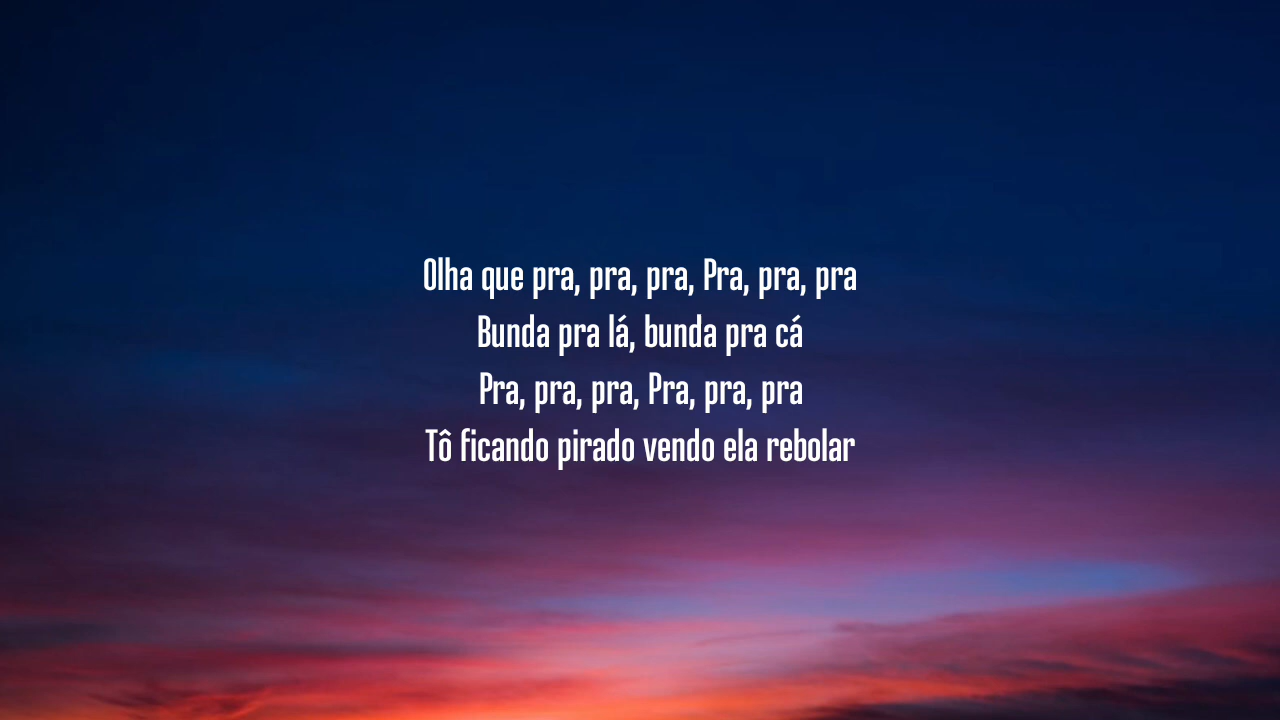 Olha que pra, pra, pra, Pra, pra, pra
Bunda pra lá, bunda pra cá
Pra, pra, pra, Pra, pra, pra
Tô ficando pirado vendo ela rebolar